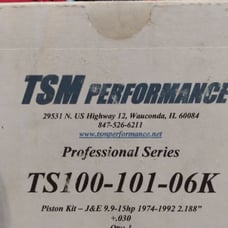 TSM PERFORMANCE
29531 N. US Highway 12, Wauconda, IL 60084
847-526-6211
www.tsmperformance.net
Professional Series
TS100-101-06K
Piston Kit – J&E 9.9-15hp 1974-1992 2.188"
+.030